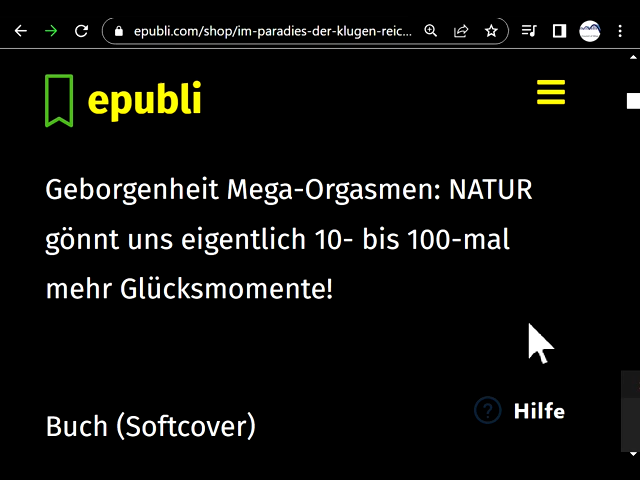 epubli.com/shop/im-paradies-der-klugen-reic...
epubli
Geborgenheit Mega-Orgasmen: NATUR
gönnt uns eigentlich 10- bis 100-mal
mehr Glücksmomente!
? Hilfe
Buch (Softcover)